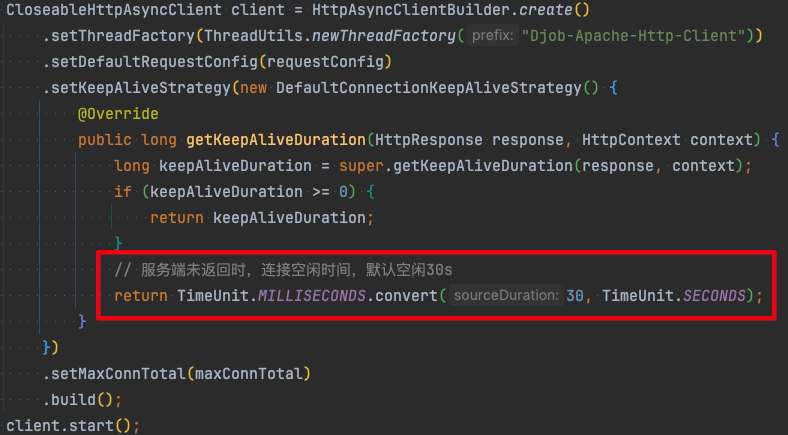 CloseableHttpAsyncClient client = HttpAsyncClientBuilder.create()
.setThreadFactory(ThreadUtils.newThreadFactory( prefix: "Djob-Apache-Http-Client"))
.setDefaultRequestConfig(requestConfig)
.setKeepAliveStrategy(new DefaultConnectionKeepAliveStrategy() {
@Override
public long getKeepAliveDuration(HttpResponse response, HttpContext context) {
long keepAliveDuration = super.getKeepAliveDuration(response, context);
if (keepAliveDuration >= 0) {
return keepAliveDuration;
}
// 服务端未返回时，连接空闲时间，默认空闲30s
return TimeUnit.MILLISECONDS.convert( sourceDuration: 30, TimeUnit.SECONDS);
}
})
.setMaxConnTotal(maxConnTotal)
.build();
client.start();